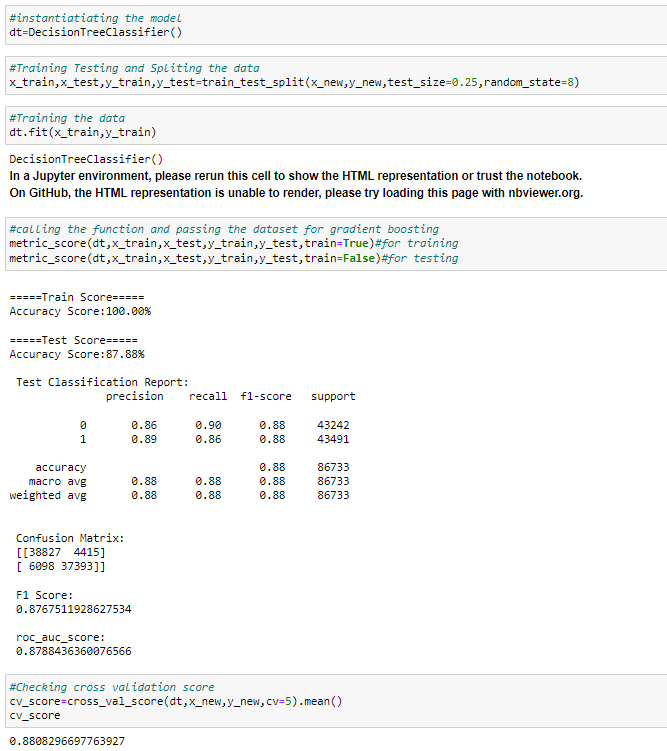 #instantiatiating the model
dt=DecisionTreeClassifier()
#Training Testing and Spliting the data
x_train,x_test,y_train,y_test=train_test_split(x_new,y_new,test_size=0.25,random_state=8)
#Training the data
dt.fit(x_train,y_train)
DecisionTreeClassifier()
In a Jupyter environment, please rerun this cell to show the HTML representation or trust the notebook.
On GitHub, the HTML representation is unable to render, please try loading this page with nbviewer.org.
#calling the function and passing the dataset for gradient boosting
metric_score(dt,x_train,x_test,y_train,y_test,train=True)#for training
metric_score(dt,x_train,x_test,y_train,y_test,train=False)#for testing
=====Train Score=====
Accuracy Score:100.00%
=====Test Score=====
Accuracy Score:87.88%
Test Classification Report:
precision recall f1-score support
0 0.86 0.90 0.88 43242
1 0.89 0.86 0.88 43491
accuracy 0.88 86733
macro avg 0.88 0.88 0.88 86733
weighted avg 0.88 0.88 0.88 86733
Confusion Matrix:
[[38827 4415]
[ 6098 37393]]
F1 Score:
0.8767511928627534
roc_auc_score:
0.8788436360076566
#Checking cross validation score
cv_score=cross_val_score(dt,x_new,y_new,cv=5).mean()
cv_score
0.8808296697763927